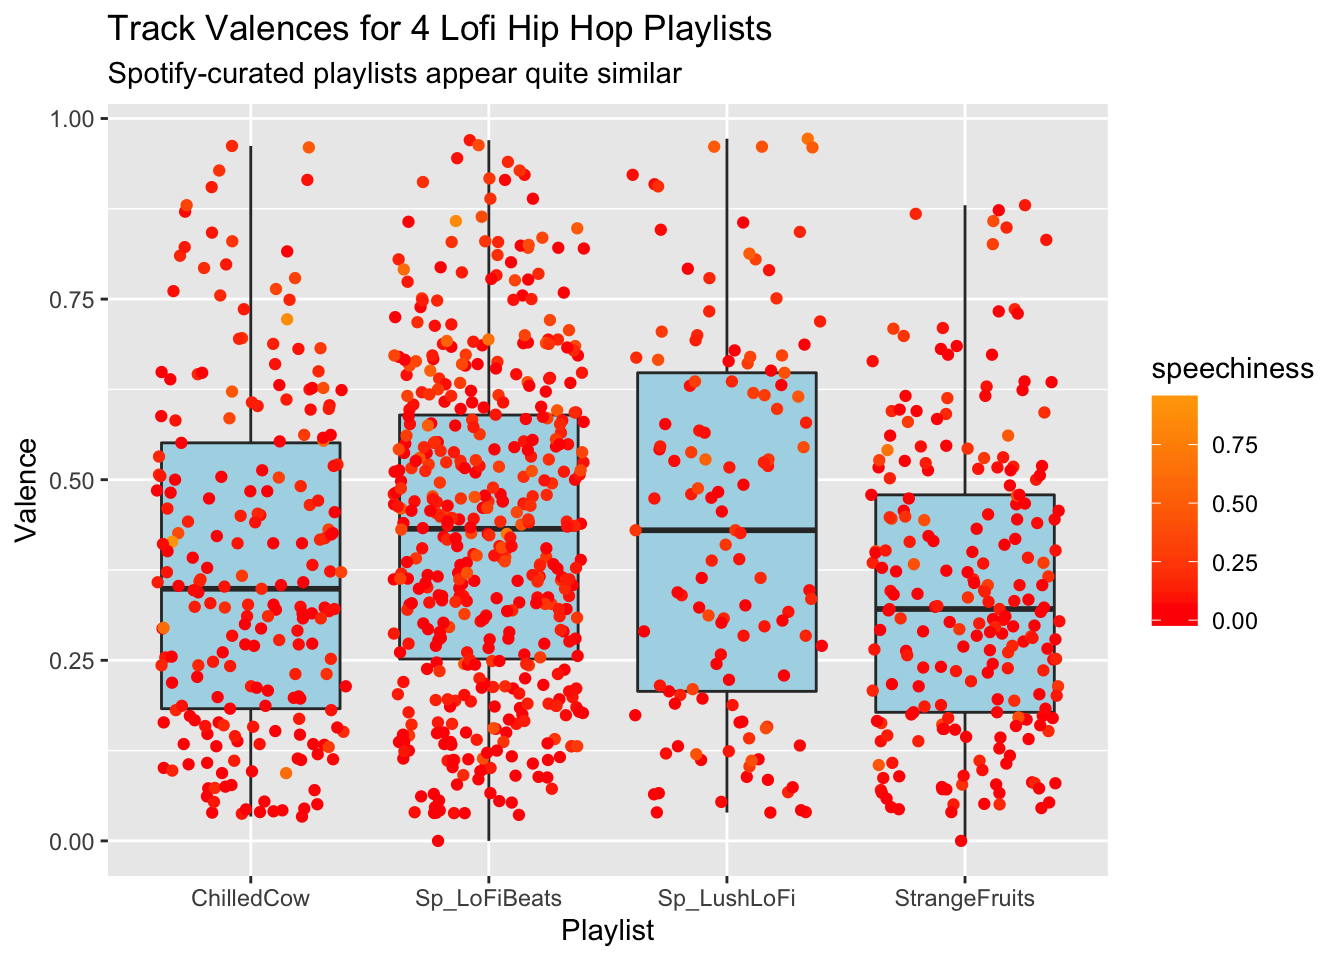 Track Valences for 4 Lofi Hip Hop Playlists
Spotify-curated playlists appear quite similar
1.00
0.75
0.50
0.25
0.00
Valence
ChilledCow
Sp_LoFiBeats
Sp_LushLoFi
StrangeFruits
Playlist
speechiness
0.75
0.50
0.25
0.00